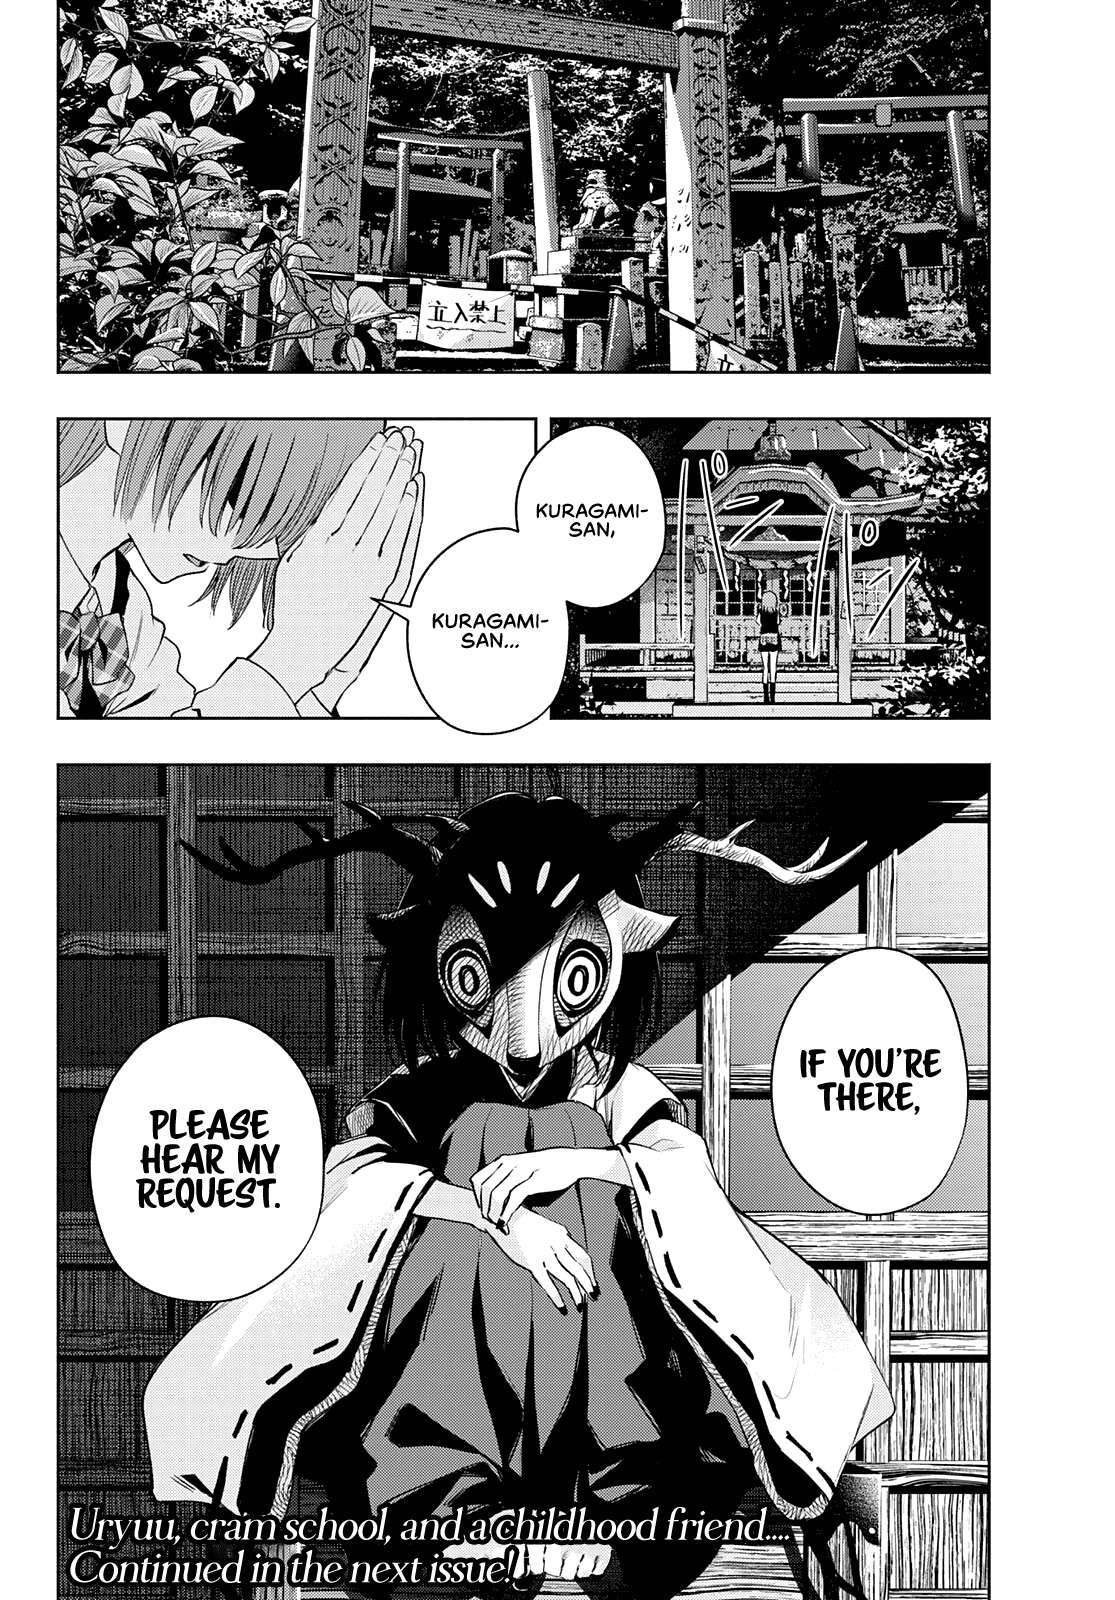 立入禁止
立
KURAGAMI-
SAN,
KURAGAMI-
SAN...
IF YOU'RE
THERE,
PLEASE
HEAR MY
REQUEST.
Uryuu, cram school, and a childhood friend....
Continued in the next issue!